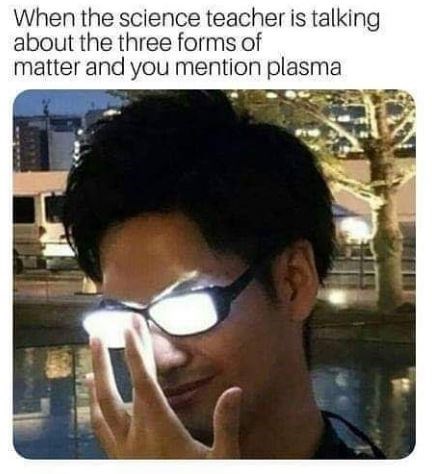 When the science teacher is talking
about the three forms of
matter and you mention plasma